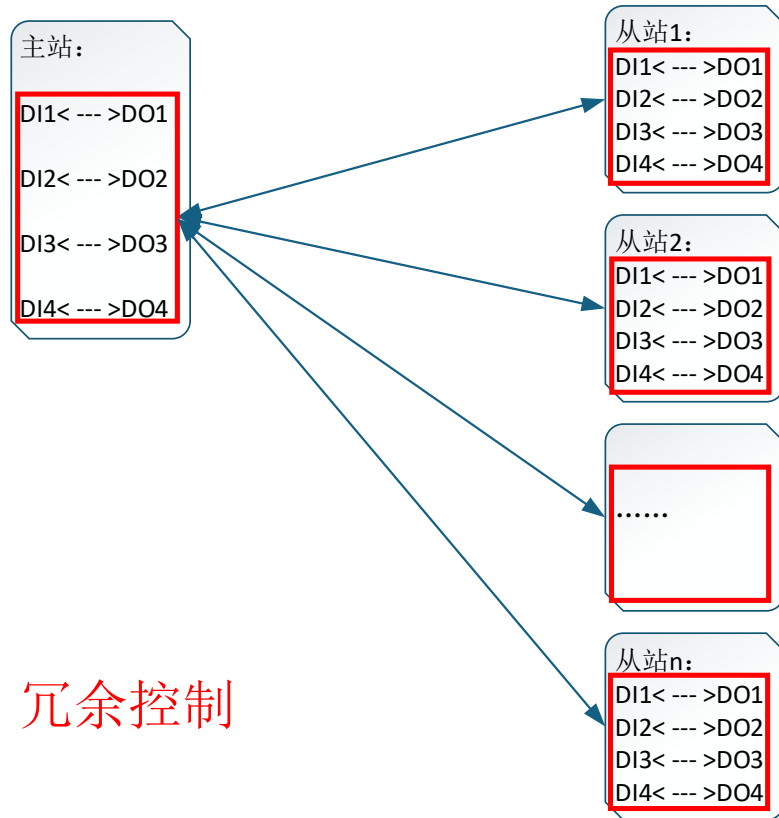 主站：
DI1< --- >DO1
DI2< --- >DO2
DI3< --- >DO3
DI4< --- >DO4
从站1：
DI1< --- >DO1
DI2< --- >DO2
DI3< --- >DO3
DI4< --- >DO4
从站2：
DI1< --- >DO1
DI2< --- >DO2
DI3< --- >DO3
DI4< --- >DO4
……
从站n：
DI1< --- >DO1
DI2< --- >DO2
DI3< --- >DO3
DI4< --- >DO4
冗余控制